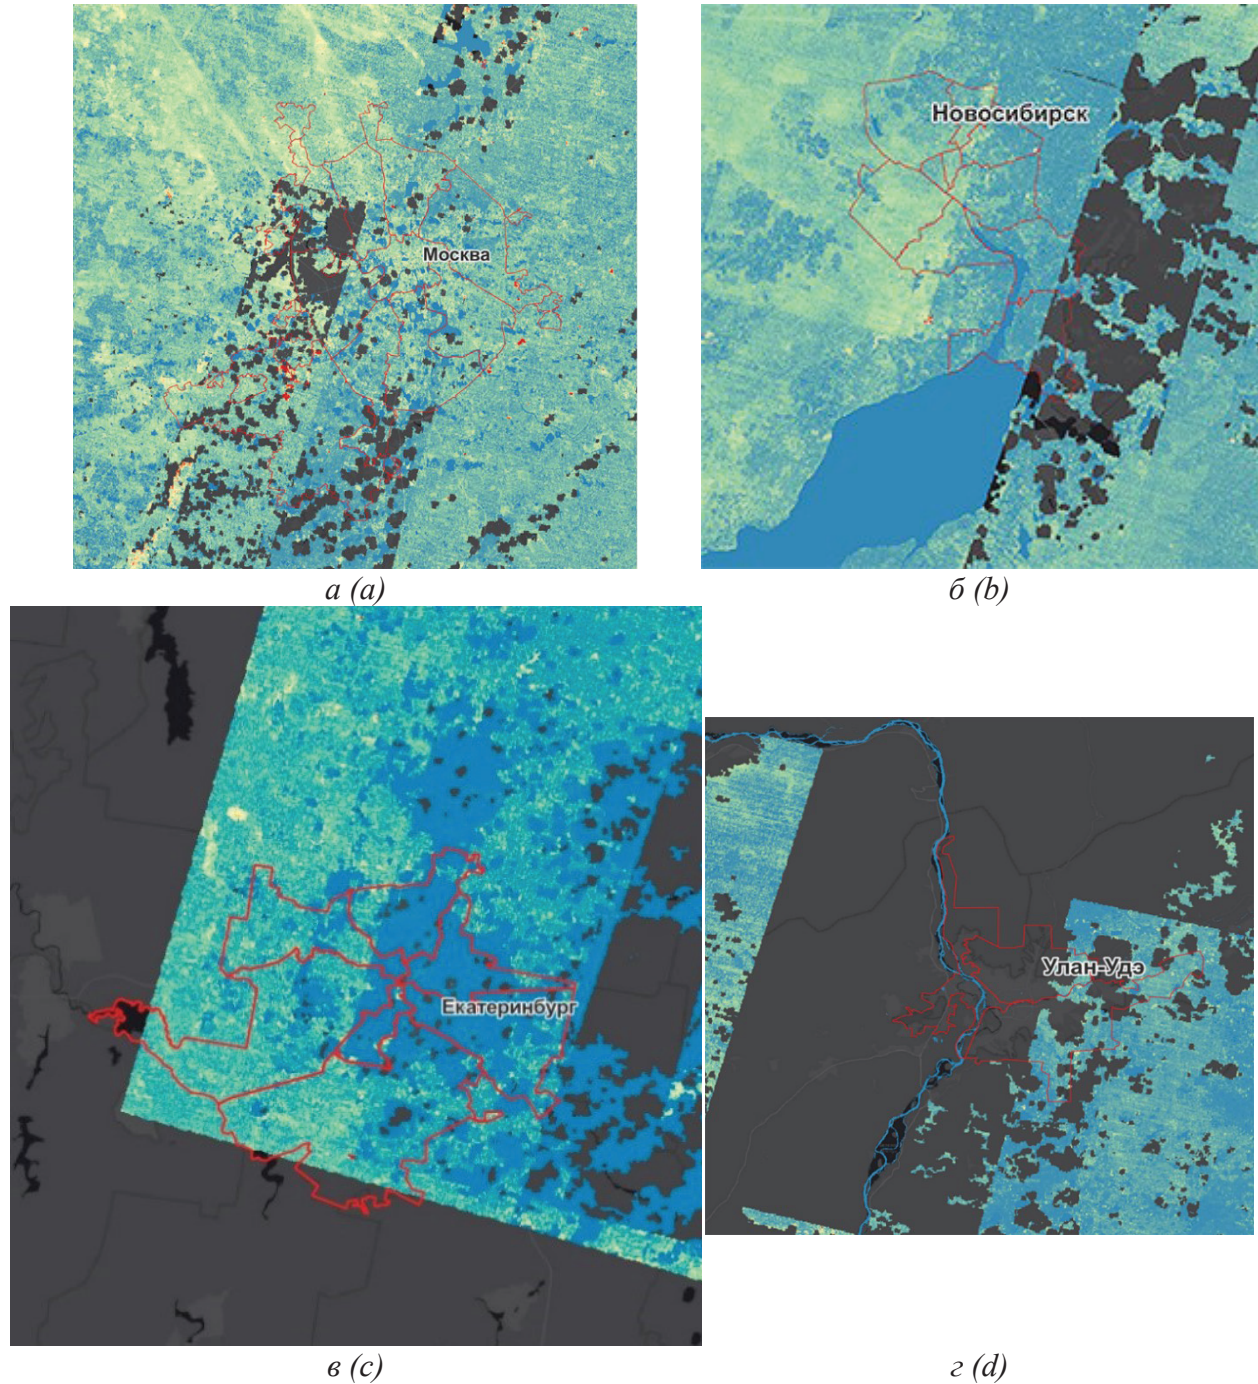 Москва
Новосибирск
а (a)
б (b)
Екатеринбург
Улан-Удэ
в (c)
г (d)